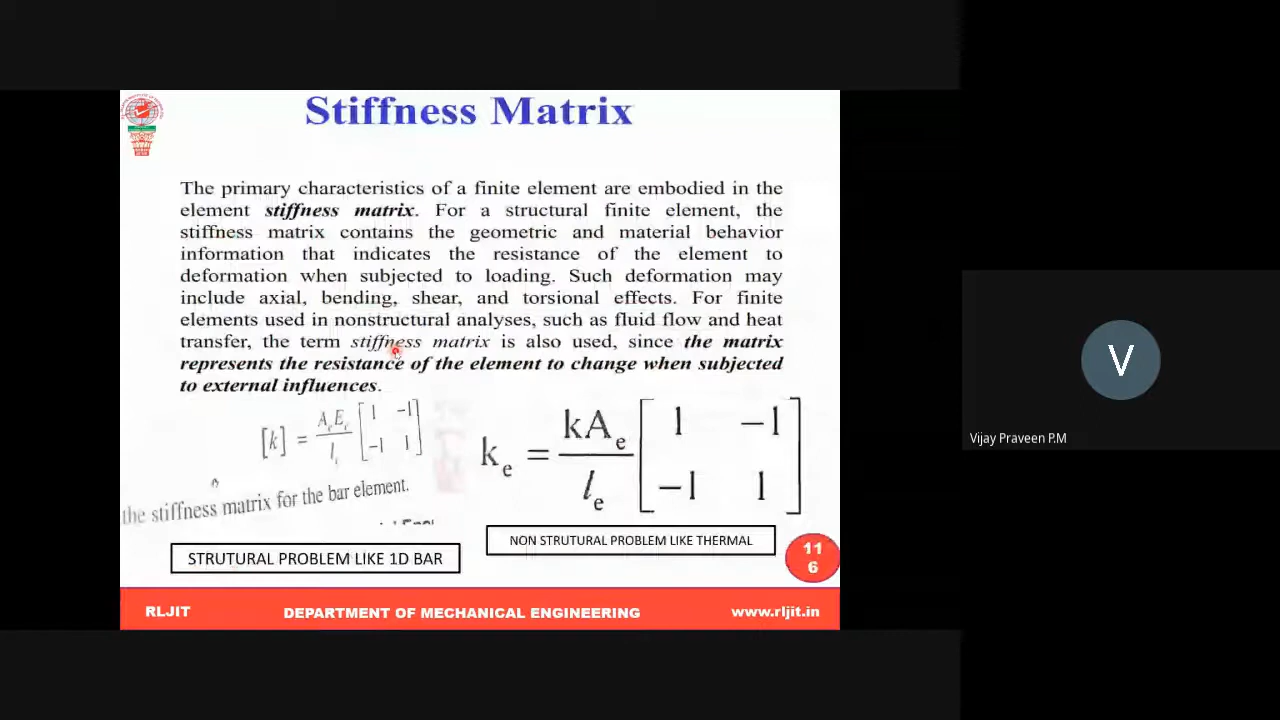 Stiffness Matrix
The primary characteristics of a finite element are embodied in the
element stiffness matrix. For a structural finite element, the
stiffness matrix contains the geometric and material behavior
information that indicates the resistance of the element to
deformation when subjected to loading. Such deformation may
include axial, bending, shear, and torsional effects. For finite
elements used in nonstructural analyses, such as fluid flow and heat
transfer, the term stiffness matrix is also used, since the matrix
represents the resistance of the element to change when subjected
to external influences.
[k] = A_e E_e / l_e [1 −1; −1 1]
the stiffness matrix for the bar element.
k_e = kA_e / l_e [1 −1; −1 1]
STRUTURAL PROBLEM LIKE 1D BAR
NON STRUTURAL PROBLEM LIKE THERMAL
11
6
RLJIT
DEPARTMENT OF MECHANICAL ENGINEERING
www.rljit.in
V
Vijay Praveen P.M